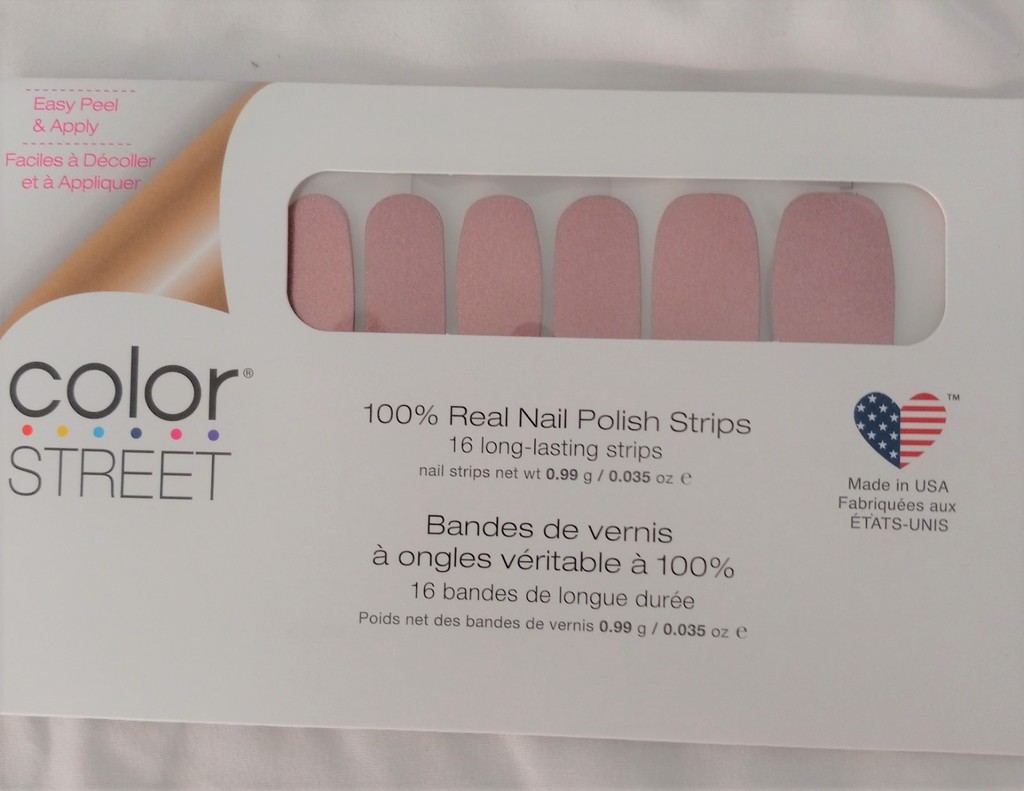 Easy Peel
& Apply
Faciles à Décoller
et à Appliquer
color®
STREET
100% Real Nail Polish Strips
16 long-lasting strips
nail strips net wt 0.99 g / 0.035 oz ℮
Bandes de vernis
à ongles véritable à 100%
16 bandes de longue durée
Poids net des bandes de vernis 0.99 g / 0.035 oz ℮
™
Made in USA
Fabriquées aux
ÉTATS-UNIS